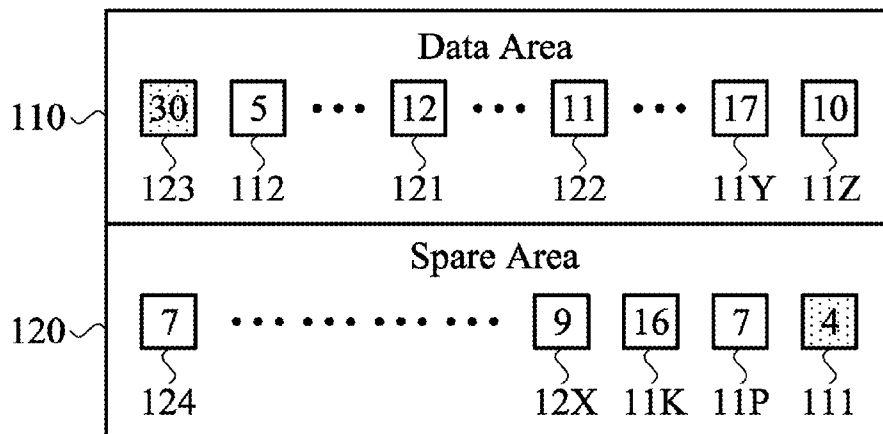 Data Area
110 30 5 ••• 12 ••• 11 ••• 17 10
123 112 121 122 11Y 11Z
Spare Area
120 7 ••• ••• ••• ••• 9 16 7 4
124 12X 11K 11P 111